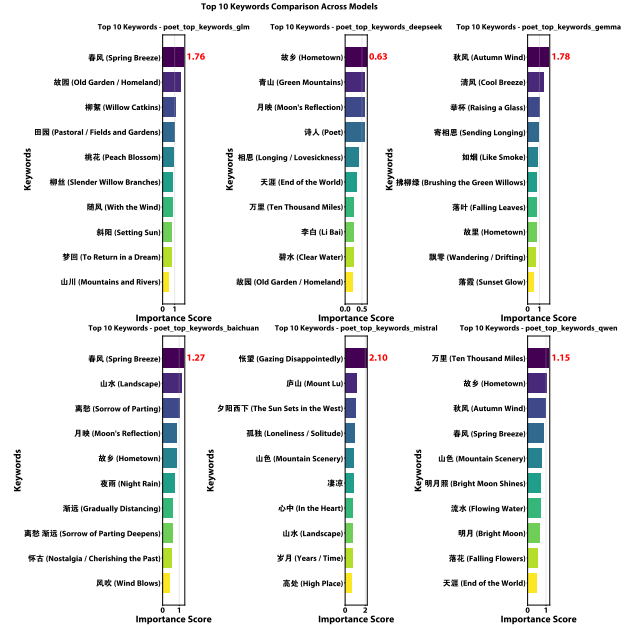 Top 10 Keywords Comparison Across Models
Top 10 Keywords - poet_top_keywords_glm
春风 (Spring Breeze)
故园 (Old Garden / Homeland)
柳絮 (Willow Catkins)
田园 (Pastoral / Fields and Gardens)
桃花 (Peach Blossom)
柳丝 (Slender Willow Branches)
随风 (With the Wind)
斜阳 (Setting Sun)
梦回 (To Return in a Dream)
山川 (Mountains and Rivers)
1.76
Keywords
0 1
Importance Score
Top 10 Keywords - poet_top_keywords_deepseek
故乡 (Hometown)
青山 (Green Mountains)
月映 (Moon's Reflection)
诗人 (Poet)
相思 (Longing / Lovesickness)
天涯 (End of the World)
万里 (Ten Thousand Miles)
李白 (Li Bai)
碧水 (Clear Water)
故园 (Old Garden / Homeland)
0.63
Keywords
0.0 0.5
Importance Score
Top 10 Keywords - poet_top_keywords_gemma
秋风 (Autumn Wind)
清风 (Cool Breeze)
举杯 (Raising a Glass)
寄相思 (Sending Longing)
如烟 (Like Smoke)
拂柳绿 (Brushing the Green Willows)
落叶 (Falling Leaves)
故里 (Hometown)
飘零 (Wandering / Drifting)
落霞 (Sunset Glow)
1.78
Keywords
0 1
Importance Score
Top 10 Keywords - poet_top_keywords_baichuan
春风 (Spring Breeze)
山水 (Landscape)
离愁 (Sorrow of Parting)
月映 (Moon's Reflection)
故乡 (Hometown)
夜雨 (Night Rain)
渐远 (Gradually Distancing)
离愁 渐远 (Sorrow of Parting Deepens)
怀古 (Nostalgia / Cherishing the Past)
风吹 (Wind Blows)
1.27
Keywords
0 1
Importance Score
Top 10 Keywords - poet_top_keywords_mistral
怅望 (Gazing Disappointedly)
庐山 (Mount Lu)
夕阳西下 (The Sun Sets in the West)
孤独 (Loneliness / Solitude)
山色 (Mountain Scenery)
凄凉
心中 (In the Heart)
山水 (Landscape)
岁月 (Years / Time)
高处 (High Place)
2.10
Keywords
0 2
Importance Score
Top 10 Keywords - poet_top_keywords_qwen
万里 (Ten Thousand Miles)
故乡 (Hometown)
秋风 (Autumn Wind)
春风 (Spring Breeze)
山色 (Mountain Scenery)
明月照 (Bright Moon Shines)
流水 (Flowing Water)
明月 (Bright Moon)
落花 (Falling Flowers)
天涯 (End of the World)
1.15
Keywords
0 1
Importance Score